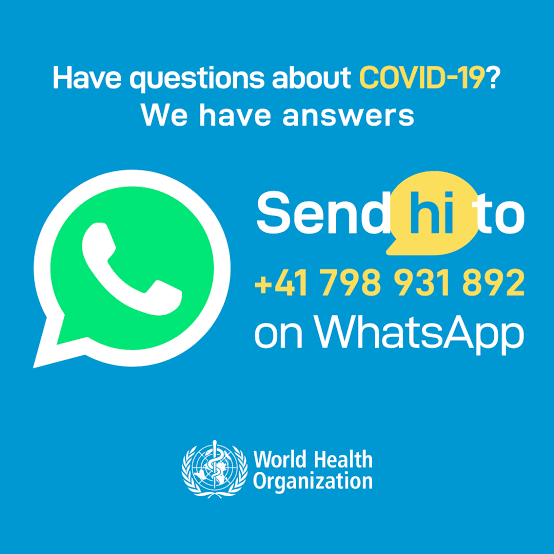 Have questions about COVID-19?
We have answers
Send hi to
+41 798 931 892
on WhatsApp
World Health
Organization